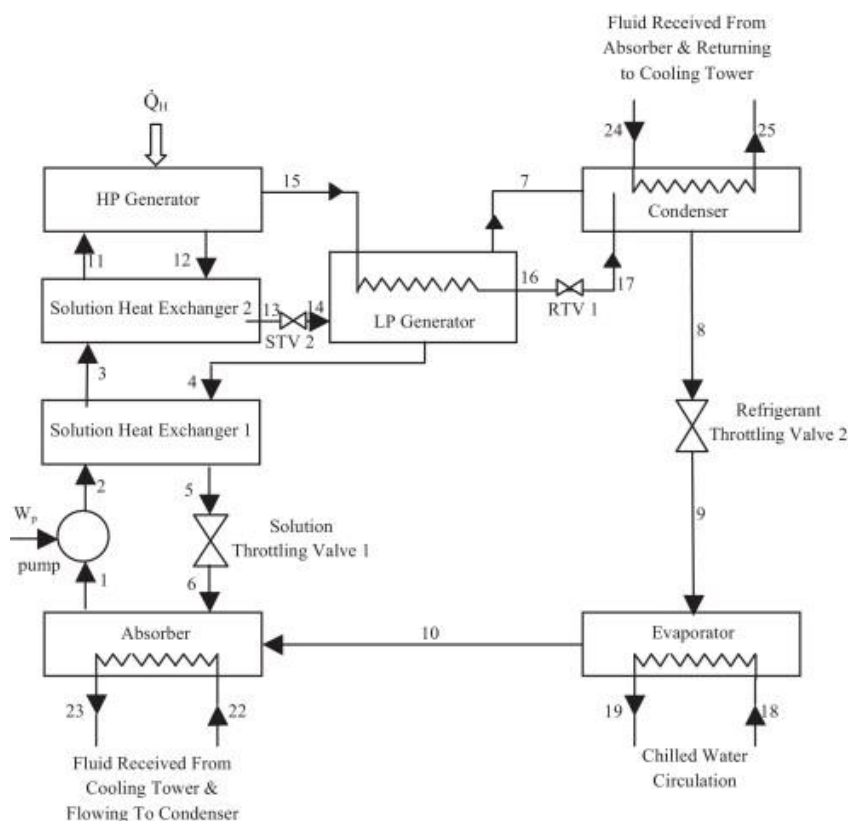 Fluid Received From
Absorber & Returning
to Cooling Tower
Q̇H
24
25
15
7
HP Generator
Condenser
11
12
16
17
RTV 1
Solution Heat Exchanger 2
13
14
STV 2
LP Generator
8
3
4
Refrigerant
Throttling Valve 2
Solution Heat Exchanger 1
2
5
Wp
Solution
Throttling Valve 1
9
pump
1
6
Absorber
10
Evaporator
23
22
19
18
Fluid Received From
Cooling Tower &
Flowing To Condenser
Chilled Water
Circulation